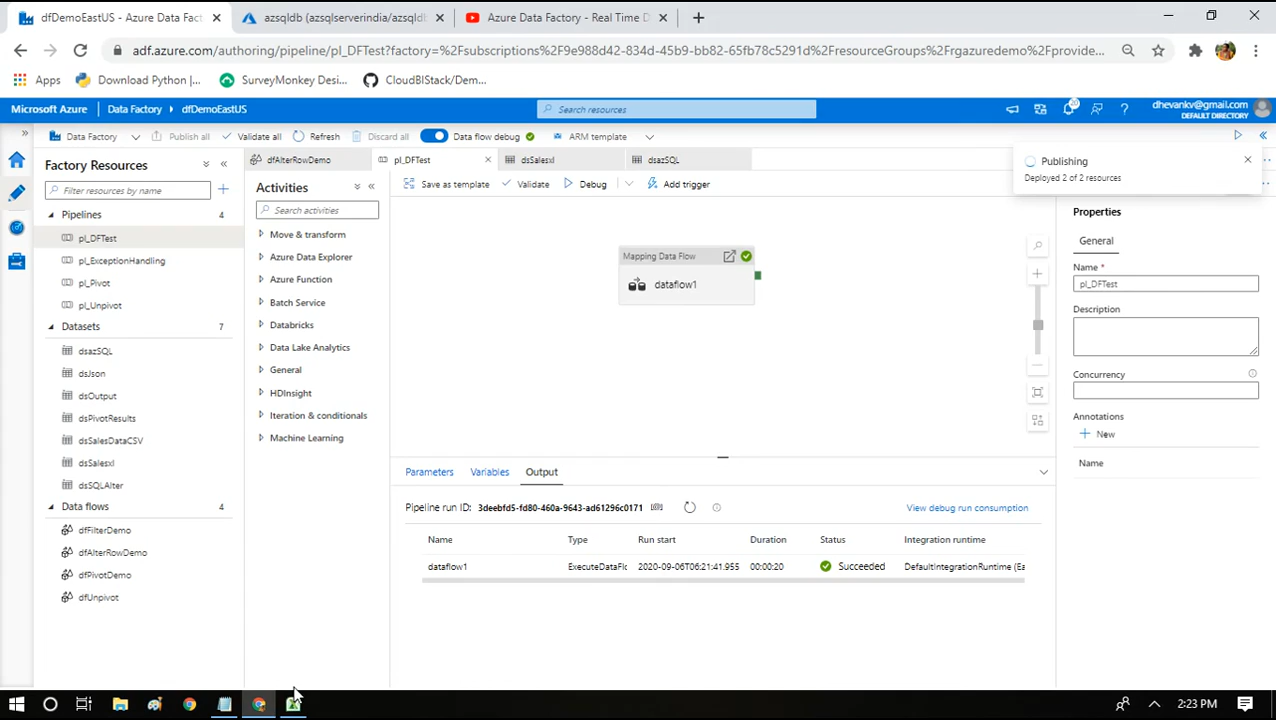 dfDemoEastUS - Azure Data Factory
azsqldb (azsqlserverindia/azsqldb
Azure Data Factory - Real Time D
adf.azure.com/authoring/pipeline/pl_DFTest?factory=%2Fsubscriptions%2F9e988d42-834d-45b9-bb82-65fb78c5291d%2FresourceGroups%2Frgazuredemo%2Fprovide...
Apps
Download Python |...
SurveyMonkey Desi...
CloudBIStack/Dem...
Microsoft Azure
Data Factory
dfDemoEastUS
Search resources
20
dhevankv@gmail.com
DEFAULT DIRECTORY
Data Factory
Publish all
Validate all
Refresh
Discard all
Data flow debug
ARM template
Factory Resources
Filter resources by name
Pipelines 4
pl_DFTest
pl_ExceptionHandling
pl_Pivot
pl_Unpivot
Datasets 7
dsazSQL
dsJson
dsOutput
dsPivotResults
dsSalesDataCSV
dsSalesxl
dsSQLAlter
Data flows 4
dfFilterDemo
dfAlterRowDemo
dfPivotDemo
dfUnpivot
dfAlterRowDemo
pl_DFTest
dsSalesxl
dsazSQL
Activities
Search activities
Move & transform
Azure Data Explorer
Azure Function
Batch Service
Databricks
Data Lake Analytics
General
HDInsight
Iteration & conditionals
Machine Learning
Save as template
Validate
Debug
Add trigger
Mapping Data Flow
dataflow1
Parameters
Variables
Output
Pipeline run ID: 3deebfd5-fd80-460a-9643-ad61296c0171
View debug run consumption
Name Type Run start Duration Status Integration runtime
dataflow1 ExecuteDataFlo 2020-09-06T06:21:41.955 00:00:20 Succeeded DefaultIntegrationRuntime (Ea
Publishing
Deployed 2 of 2 resources
Properties
General
Name *
pl_DFTest
Description
Concurrency
Annotations
New
Name
2:23 PM